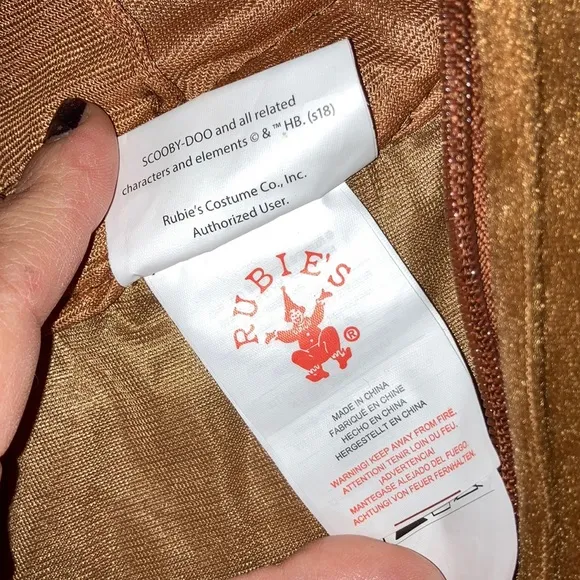 SCOOBY-DOO and all related
characters and elements © & ™ HB. (s18)
Rubie's Costume Co., Inc.
Authorized User.
RUBIE'S
®
MADE IN CHINA
FABRIQUÉ EN CHINE
HECHO EN CHINA
HERGESTELLT EN CHINA
WARNING! KEEP AWAY FROM FIRE.
ATTENTION! TENIR LOIN DU FEU.
¡ADVERTENCIA!
MANTEGASE ALEJADO DEL FUEGO.
ACHTUNG! VON FEUER FERNHALTEN.